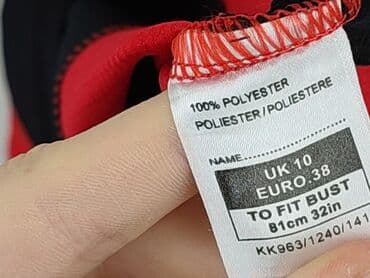 100% POLYESTER
POLIESTER/POLIESTERE
NAME...................
UK 10
EURO.38
TO FIT BUST
81cm 32in
KK963/1240/141